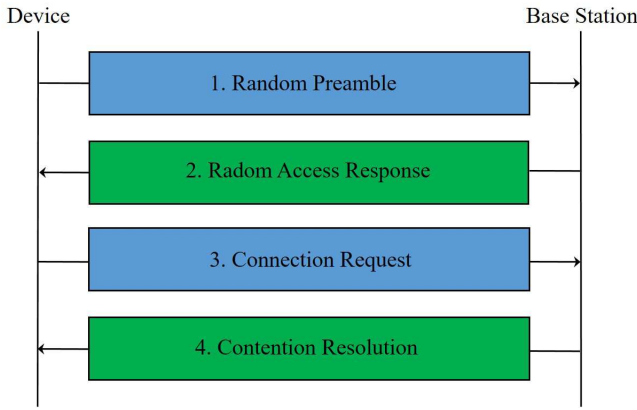 Device
Base Station
1. Random Preamble
2. Radom Access Response
3. Connection Request
4. Contention Resolution